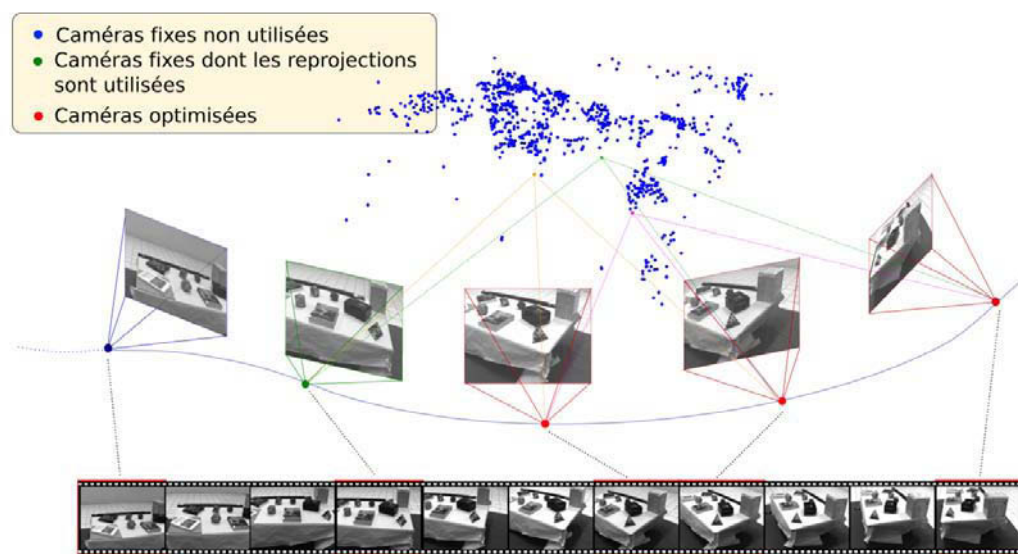 Caméras fixes non utilisées
Caméras fixes dont les reprojections
sont utilisées
Caméras optimisées